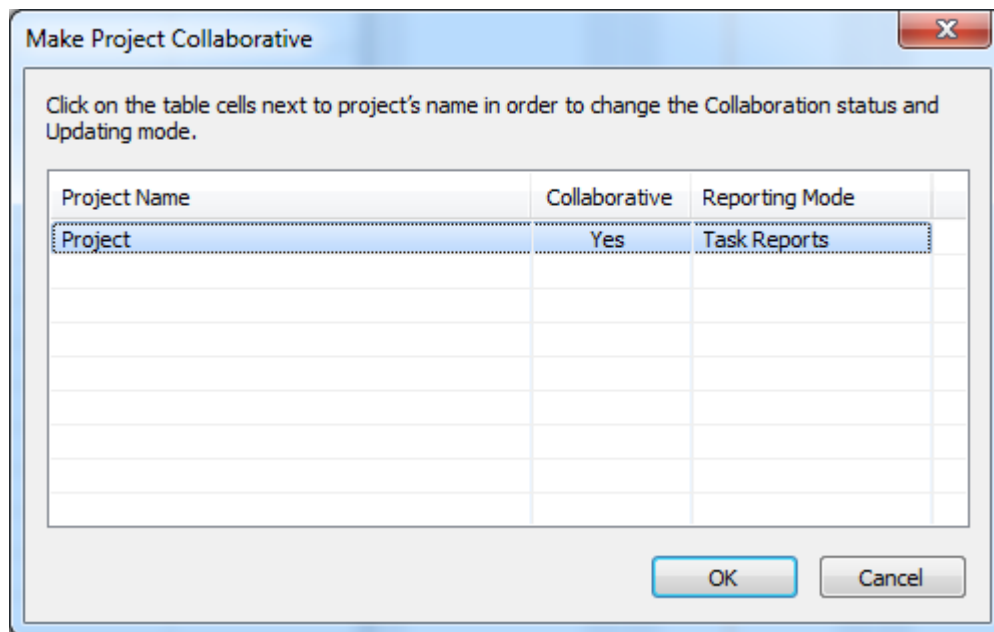 Make Project Collaborative
Click on the table cells next to project's name in order to change the Collaboration status and
Updating mode.
Project Name Collaborative Reporting Mode
Project Yes Task Reports
OK Cancel